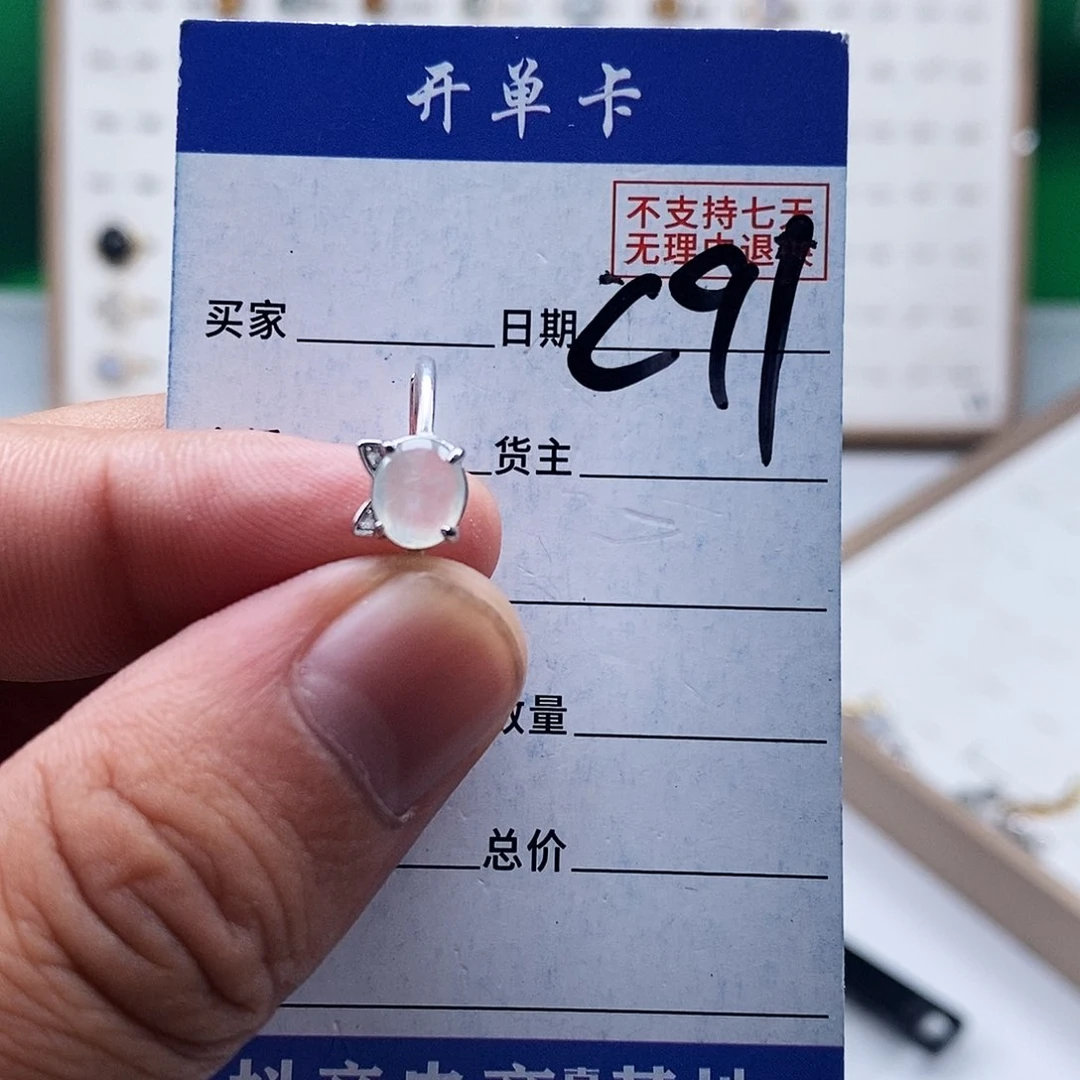 开单卡
不支持七天
无理由退换
C91
买家
日期
货主
数量
总价